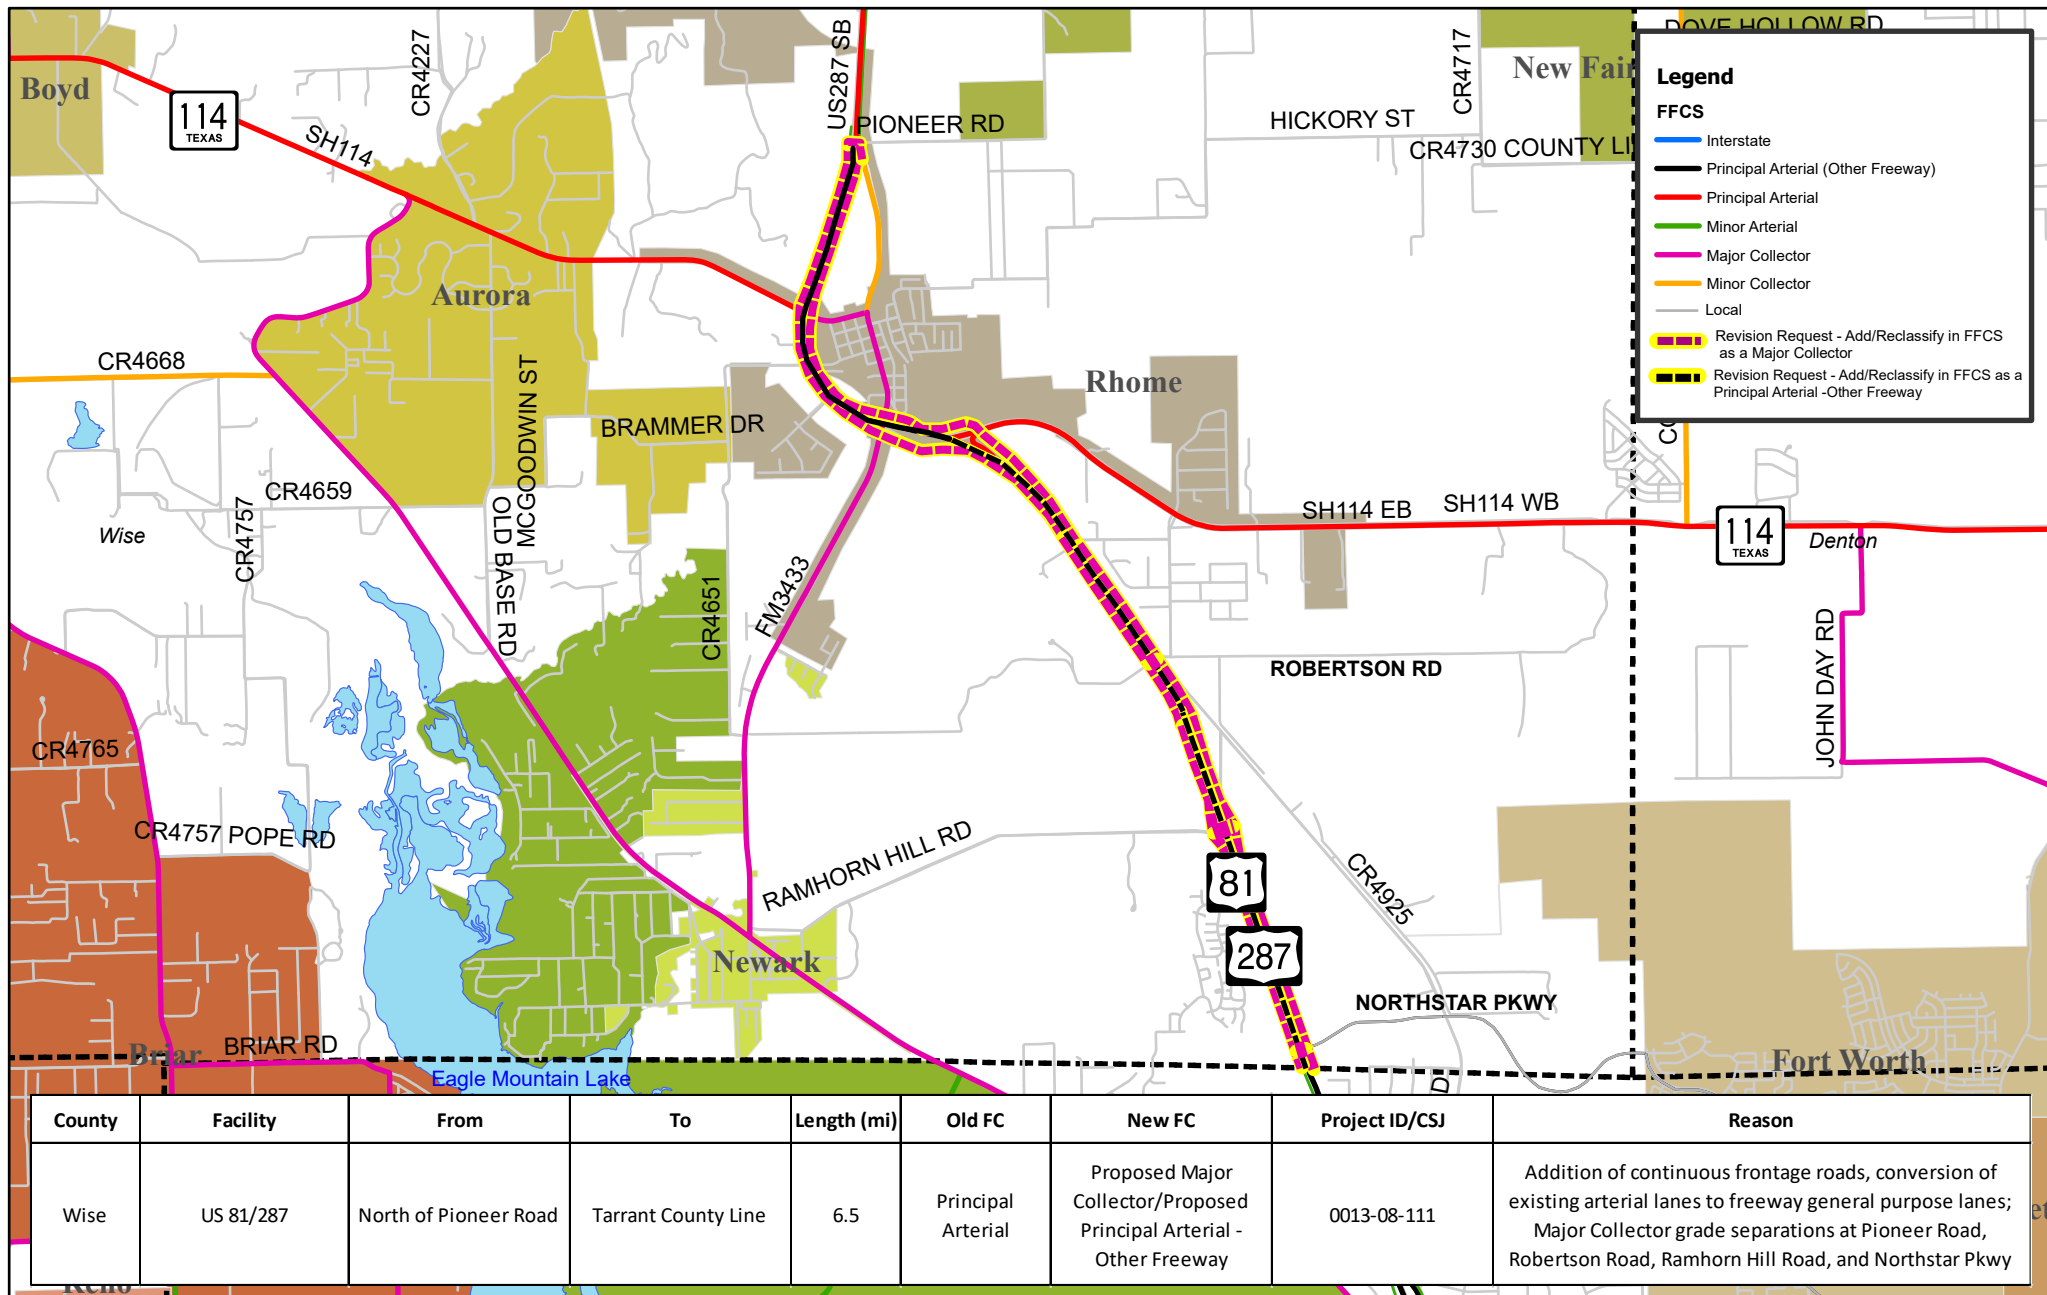 DOVE HOLLOW RD
Boyd
114
TEXAS
SH114
CR4227
US287 SB
PIONEER RD
HICKORY ST
CR4717
New Fair
CR4730 COUNTY LI
Legend
FFCS
Interstate
Principal Arterial (Other Freeway)
Principal Arterial
Minor Arterial
Major Collector
Minor Collector
Local
Revision Request - Add/Reclassify in FFCS
as a Major Collector
Revision Request - Add/Reclassify in FFCS as a
Principal Arterial -Other Freeway
Aurora
CR4668
MCGOODWIN ST
BRAMMER DR
Rhome
CR4659
CR4757
OLD BASE RD
Wise
SH114 EB
SH114 WB
114
TEXAS
Denton
FM3433
CR4651
ROBERTSON RD
JOHN DAY RD
CR4765
CR4757 POPE RD
RAMHORN HILL RD
81
CR4925
287
Newark
NORTHSTAR PKWY
Briar
BRIAR RD
Eagle Mountain Lake
Fort Worth
D
County
Facility
From
To
Length (mi)
Old FC
New FC
Project ID/CSJ
Reason
Wise
US 81/287
North of Pioneer Road
Tarrant County Line
6.5
Principal
Arterial
Proposed Major
Collector/Proposed
Principal Arterial -
Other Freeway
0013-08-111
Addition of continuous frontage roads, conversion of
existing arterial lanes to freeway general purpose lanes;
Major Collector grade separations at Pioneer Road,
Robertson Road, Ramhorn Hill Road, and Northstar Pkwy
Reno